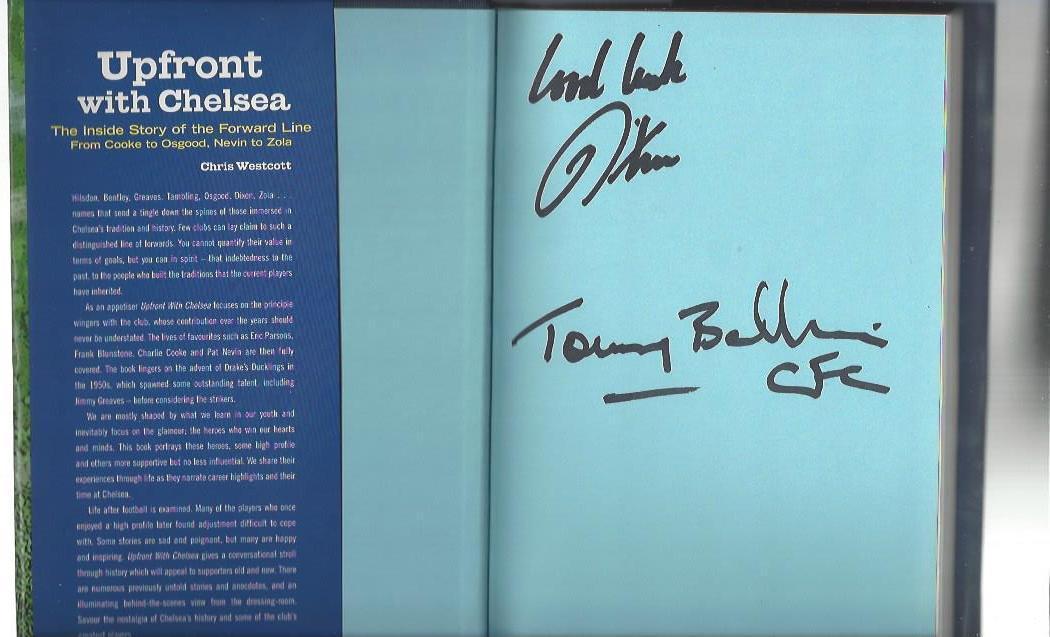 Upfront
with Chelsea
The Inside Story of the Forward Line
From Cooke to Osgood, Nevin to Zola
Chris Westcott
Hilsdon, Bentley, Greaves, Tambling, Osgood, Dixon, Zola . . .
names that send a tingle down the spines of those immersed in
Chelsea's tradition and history. Few clubs can lay claim to such a
distinguished line of forwards. You cannot quantify their value in
terms of goals, but you can in spirit – that indebtedness to the
past, to the people who built the traditions that the current players
have inherited.
As an appetiser Upfront With Chelsea focuses on the principle
wingers with the club, whose contribution over the years should
never be understated. The lives of favourites such as Eric Parsons,
Frank Blunstone, Charlie Cooke and Pat Nevin are then fully
covered. The book lingers on the advent of Drake's Ducklings in
the 1950s, which spawned some outstanding talent, including
Jimmy Greaves – before considering the strikers.
We are mostly shaped by what we learn in our youth and
inevitably focus on the glamour; the heroes who win our hearts
and minds. This book portrays these heroes, some high profile
and others more supportive but no less influential. We share their
experiences through life as they narrate career highlights and their
time at Chelsea.
Life after football is examined. Many of the players who once
enjoyed a high profile later found adjustment difficult to cope
with. Some stories are sad and poignant, but many are happy
and inspiring. Upfront With Chelsea gives a conversational stroll
through history which will appeal to supporters old and new. There
are numerous previously untold stories and anecdotes, and an
illuminating behind-the-scenes view from the dressing-room.
Savour the nostalgia of Chelsea's history and some of the club's
greatest players.
Good luck
Tommy
CFC